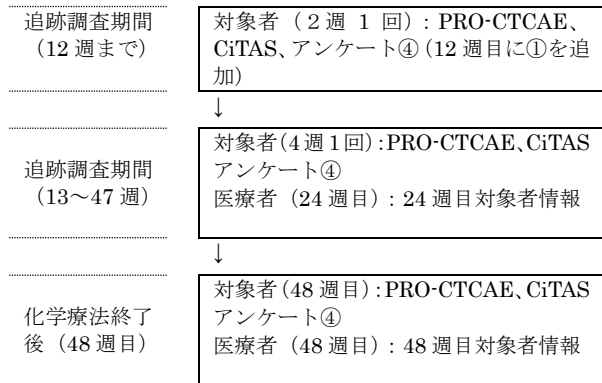 追跡調査期間
（12 週まで）
対象者（２週 1 回）: PRO-CTCAE、
CiTAS、アンケート④（12 週目に①を追
加）
↓
追跡調査期間
（13～47 週）
対象者（4 週 1 回）：PRO-CTCAE、CiTAS
アンケート④
医療者（24 週目）: 24 週目対象者情報
↓
化学療法終了
後（48 週目）
対象者（48 週目）：PRO-CTCAE、CiTAS
アンケート④
医療者（48 週目）: 48 週目対象者情報